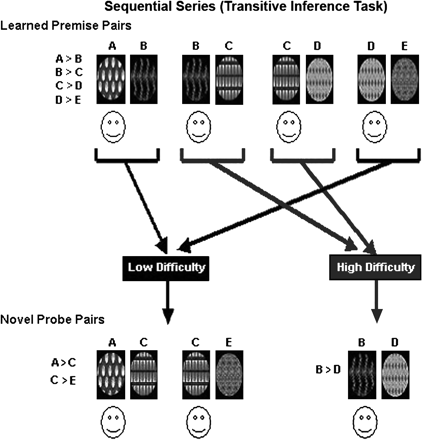 Sequential Series (Transitive Inference Task)
Learned Premise Pairs
A B B C C D D E
A > B
B > C
C > D
D > E
Low Difficulty High Difficulty
Novel Probe Pairs
A C C E B D
A>C
C >E
B > D